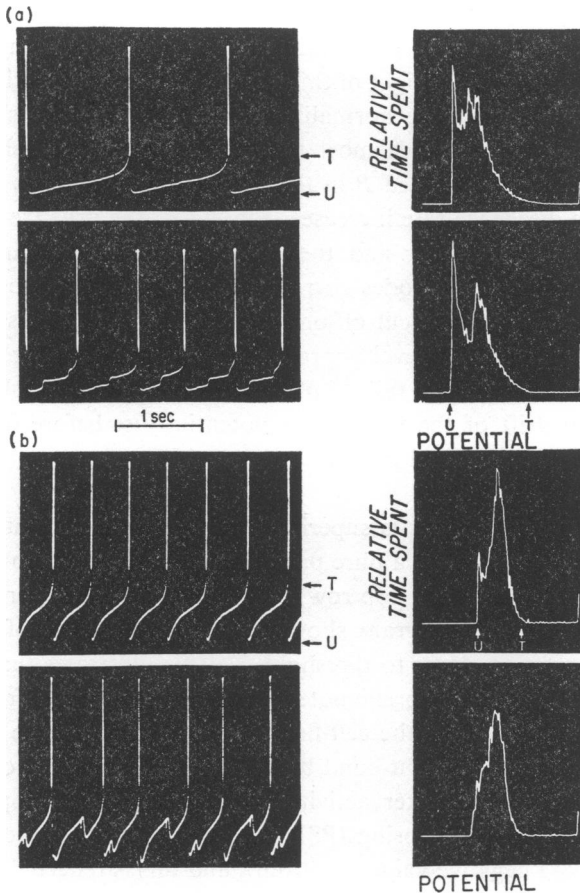 (a)
RELATIVE
TIME SPENT
T
U
1 sec
U
T
POTENTIAL
(b)
RELATIVE
TIME SPENT
T
U
U
T
POTENTIAL